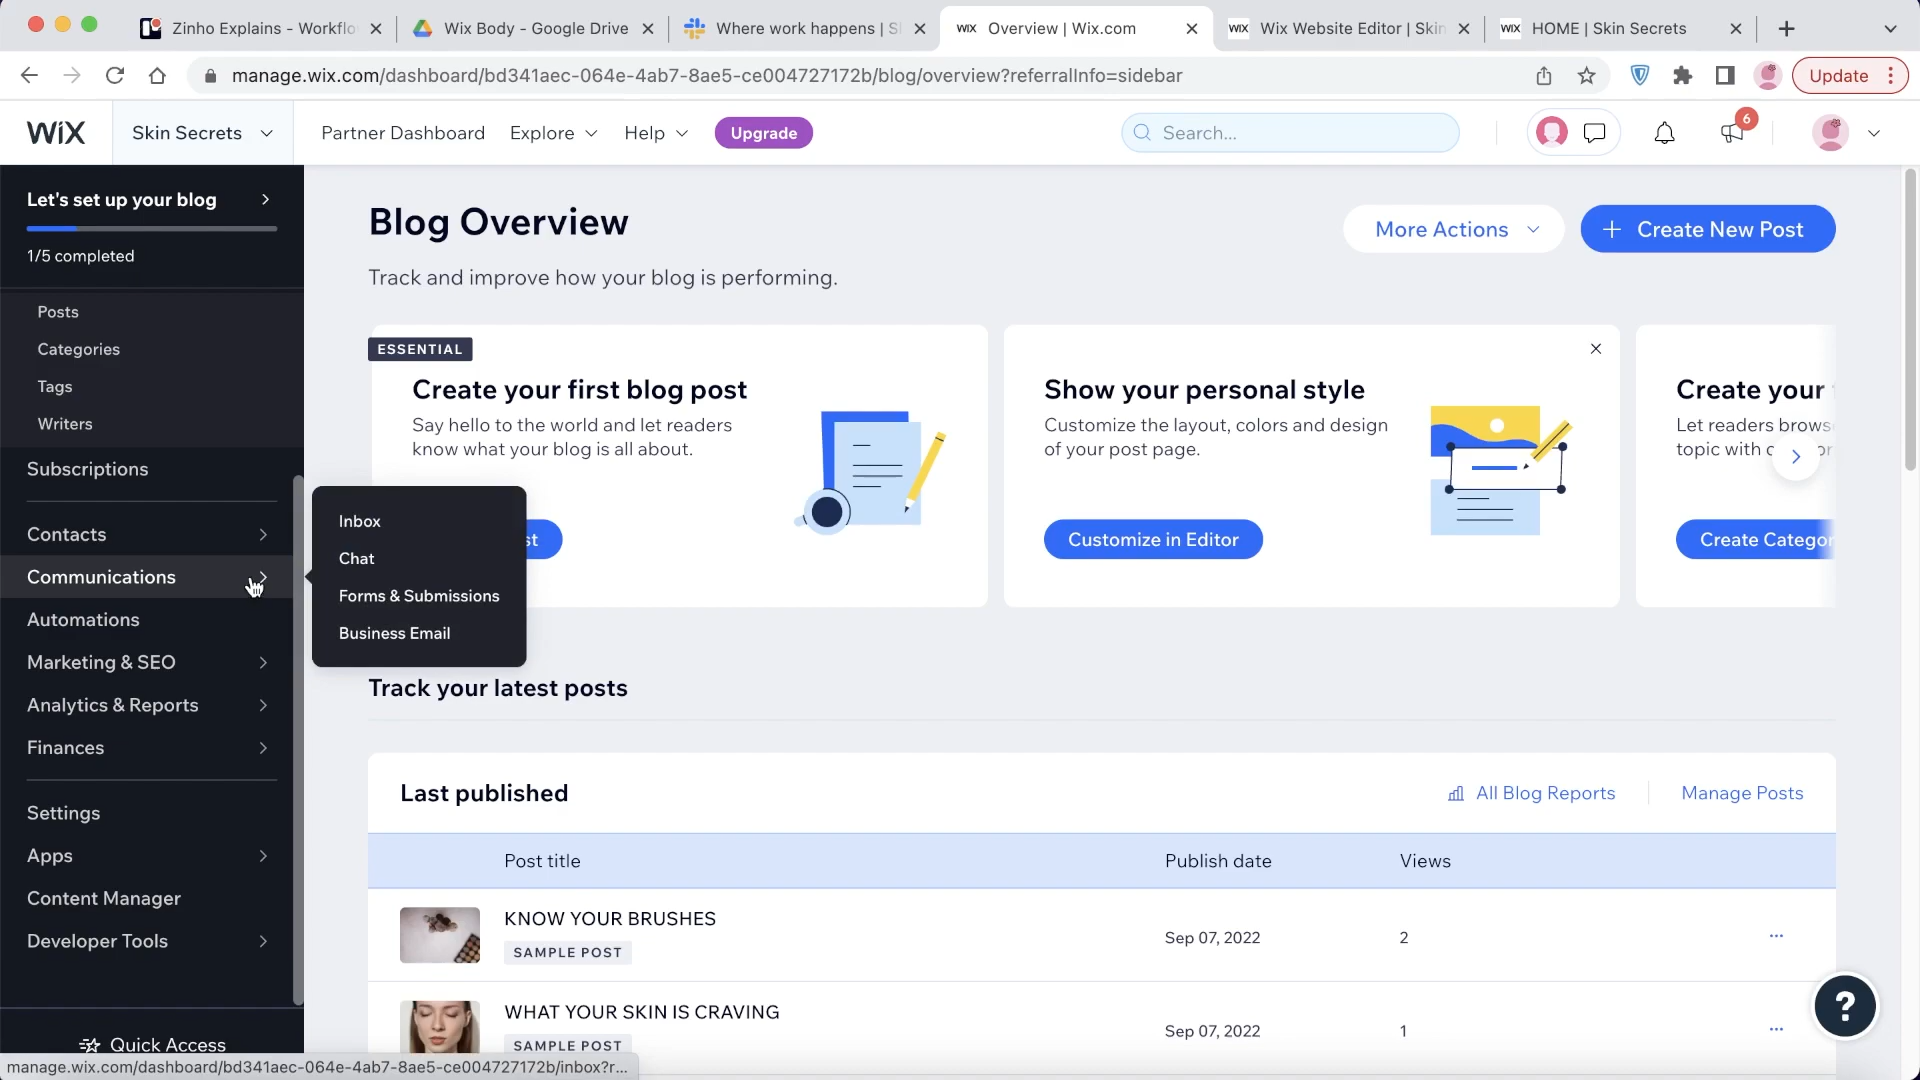 Zinho Explains - Workflo
Wix Body - Google Drive
Where work happens | Sl
WIX Overview | Wix.com
WIX Wix Website Editor | Skin
WIX HOME | Skin Secrets
manage.wix.com/dashboard/bd341aec-064e-4ab7-8ae5-ce004727172b/blog/overview?referralInfo=sidebar
Update
WIX
Skin Secrets
Partner Dashboard
Explore
Help
Upgrade
Search...
6
Let's set up your blog
1/5 completed
Posts
Categories
Tags
Writers
Subscriptions
Contacts
Communications
Automations
Marketing & SEO
Analytics & Reports
Finances
Settings
Apps
Content Manager
Developer Tools
Quick Access
Inbox
Chat
Forms & Submissions
Business Email
Blog Overview
Track and improve how your blog is performing.
More Actions
+ Create New Post
ESSENTIAL
Create your first blog post
Say hello to the world and let readers
know what your blog is all about.
st
Show your personal style
Customize the layout, colors and design
of your post page.
Customize in Editor
Create your
Let readers brows
topic with
Create Categor
Track your latest posts
Last published
All Blog Reports
Manage Posts
Post title
Publish date
Views
KNOW YOUR BRUSHES
SAMPLE POST
Sep 07, 2022
2
...
WHAT YOUR SKIN IS CRAVING
SAMPLE POST
Sep 07, 2022
1
...
?
manage.wix.com/dashboard/bd341aec-064e-4ab7-8ae5-ce004727172b/inbox?r...